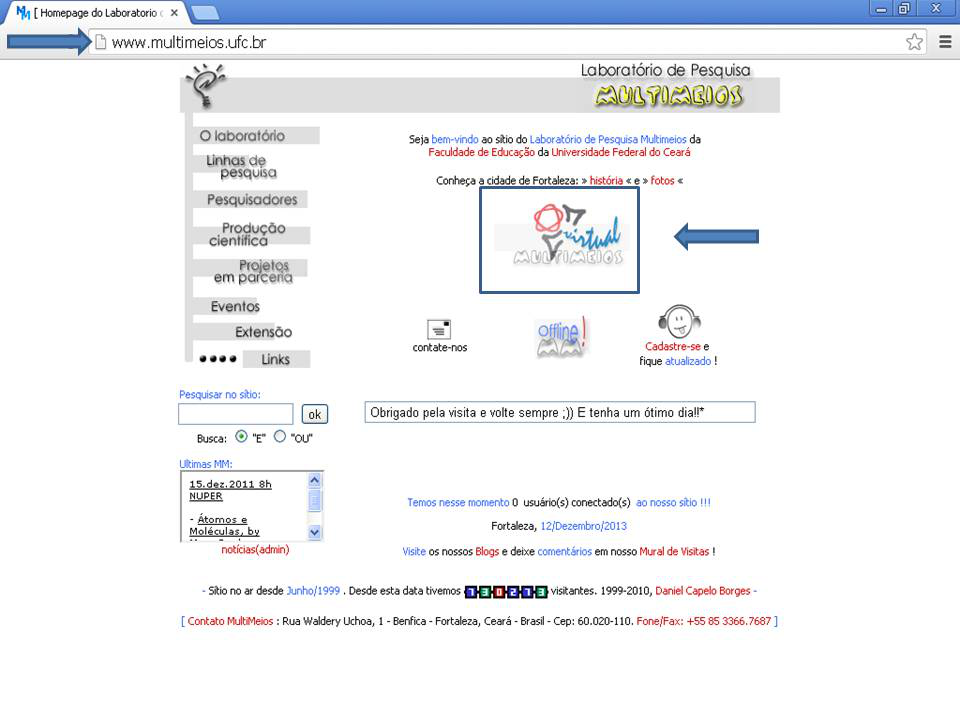 [ Homepage do Laboratorio
www.multimeios.ufc.br
Laboratório de Pesquisa
MULTIMEIOS
O laboratório
Linhas de
pesquisa
Pesquisadores
Produção
científica
Projetos
em parceria
Eventos
Extensão
Links
Seja bem-vindo ao sítio do Laboratório de Pesquisa Multimeios da
Faculdade de Educação da Universidade Federal do Ceará
Conheça a cidade de Fortaleza: » história « e » fotos «
virtual
MULTIMEIOS
contate-nos
offline!
MM
Cadastre-se e
fique atualizado !
Pesquisar no sítio:
ok
Busca: "E" "OU"
Obrigado pela visita e volte sempre ;)) E tenha um ótimo dia!!*
Ultimas MM:
15.dez.2011 8h
NUPER
- Átomos e
Moléculas, by
notícias(admin)
Temos nesse momento 0 usuário(s) conectado(s) ao nosso sítio !!!
Fortaleza, 12/Dezembro/2013
Visite os nossos Blogs e deixe comentários em nosso Mural de Visitas !
- Sítio no ar desde Junho/1999 . Desde esta data tivemos 730273 visitantes. 1999-2010, Daniel Capelo Borges -
[ Contato MultiMeios : Rua Waldery Uchoa, 1 - Benfica - Fortaleza, Ceará - Brasil - Cep: 60.020-110. Fone/Fax: +55 85 3366.7687 ]